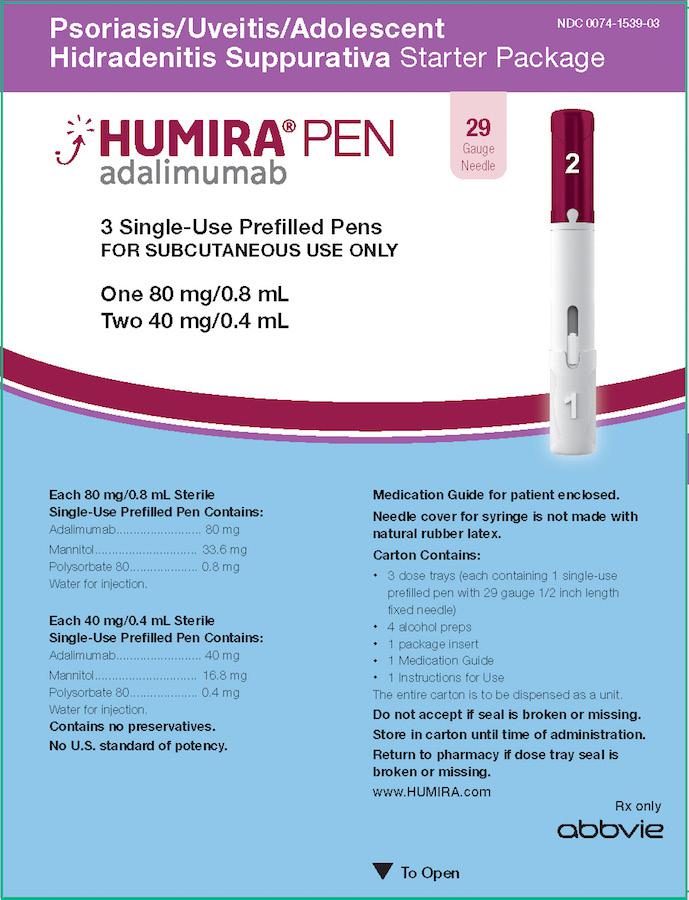 Psoriasis/Uveitis/Adolescent
Hidradenitis Suppurativa Starter Package
NDC 0074-1539-03
HUMIRA® PEN
adalimumab
29
Gauge
Needle
2
1
3 Single-Use Prefilled Pens
FOR SUBCUTANEOUS USE ONLY
One 80 mg/0.8 mL
Two 40 mg/0.4 mL
Each 80 mg/0.8 mL Sterile
Single-Use Prefilled Pen Contains:
Adalimumab......................... 80 mg
Mannitol.............................. 33.6 mg
Polysorbate 80.................... 0.8 mg
Water for injection.
Each 40 mg/0.4 mL Sterile
Single-Use Prefilled Pen Contains:
Adalimumab......................... 40 mg
Mannitol.............................. 16.8 mg
Polysorbate 80.................... 0.4 mg
Water for injection.
Contains no preservatives.
No U.S. standard of potency.
Medication Guide for patient enclosed.
Needle cover for syringe is not made with
natural rubber latex.
Carton Contains:
• 3 dose trays (each containing 1 single-use
prefilled pen with 29 gauge 1/2 inch length
fixed needle)
• 4 alcohol preps
• 1 package insert
• 1 Medication Guide
• 1 Instructions for Use
The entire carton is to be dispensed as a unit.
Do not accept if seal is broken or missing.
Store in carton until time of administration.
Return to pharmacy if dose tray seal is
broken or missing.
www.HUMIRA.com
Rx only
abbvie
▼ To Open